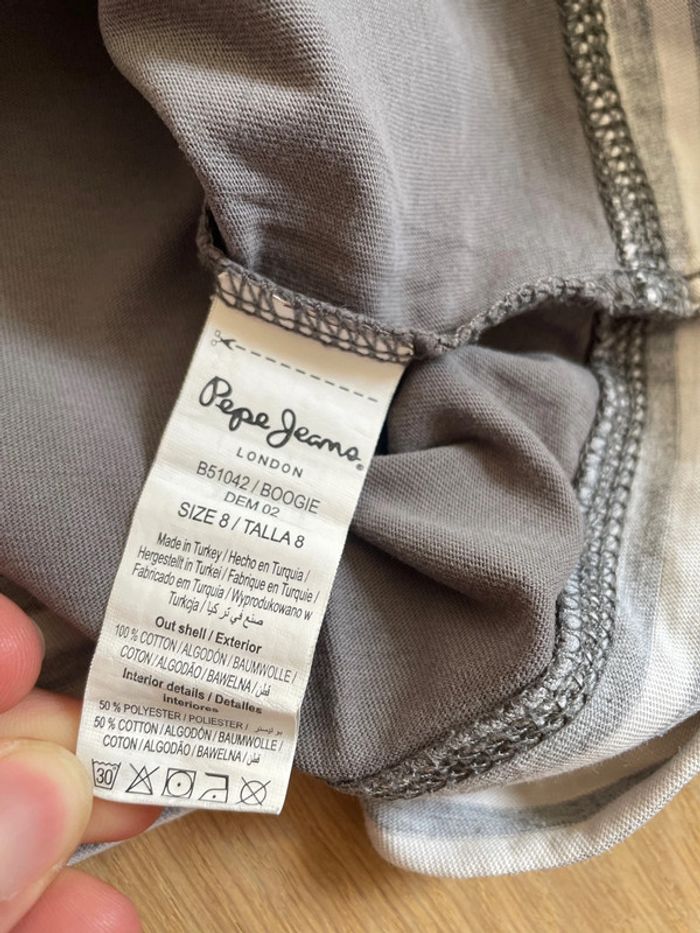 Pepe Jeans
LONDON
B51042 / BOOGIE
DEM 02
SIZE 8 / TALLA 8
Made in Turkey / Hecho en Turquia /
Hergestellt in Turkei / Fabrique en Turquie /
Fabricado em Turquia / Wyprodukowano w
Turkcja / صنع في تركيا
Out shell / Exterior
100 % COTTON / ALGODÓN / BAUMWOLLE /
COTON / ALGODÃO / BAWELNA / قطن
Interior details / Detalles
interiores
50 % POLYESTER / POLIESTER / بوليستر
50 % COTTON / ALGODÓN / BAUMWOLLE /
COTON / ALGODÃO / BAWELNA / قطن
30